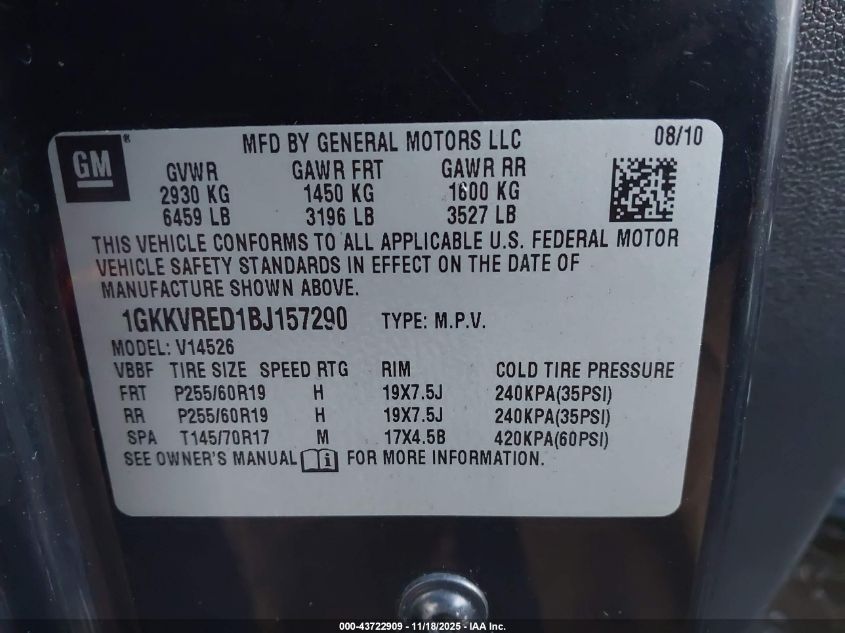 GM ® MFD BY GENERAL MOTORS LLC 08/10
GVWR GAWR FRT GAWR RR
2930 KG 1450 KG 1600 KG
6459 LB 3196 LB 3527 LB
THIS VEHICLE CONFORMS TO ALL APPLICABLE U.S. FEDERAL MOTOR
VEHICLE SAFETY STANDARDS IN EFFECT ON THE DATE OF
MANUFACTURE SHOWN ABOVE.
1GKKVRED1BJ157290 TYPE: M.P.V.
MODEL: V14526
VBBF TIRE SIZE SPEED RTG RIM COLD TIRE PRESSURE
FRT P255/60R19 H 19X7.5J 240KPA(35PSI)
RR P255/60R19 H 19X7.5J 240KPA(35PSI)
SPA T145/70R17 M 17X4.5B 420KPA(60PSI)
SEE OWNER'S MANUAL i FOR MORE INFORMATION.
000-43722909 - 11/18/2025 - IAA Inc.